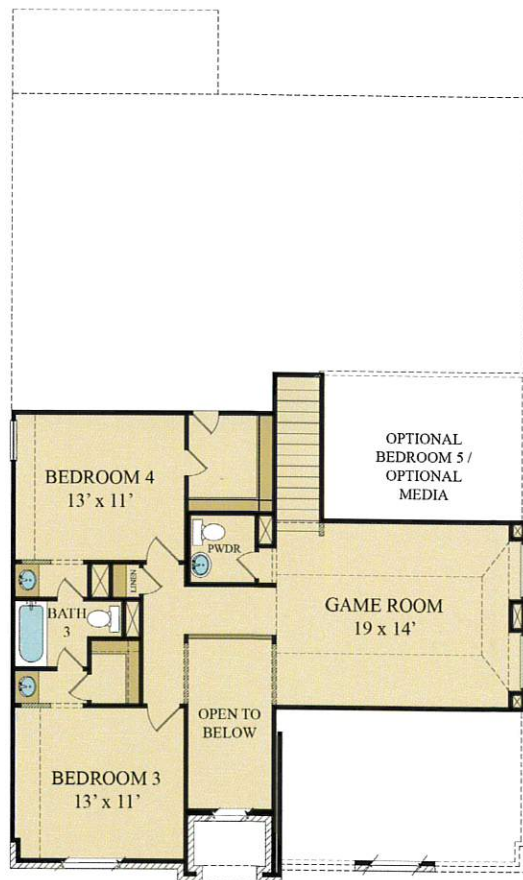 OPTIONAL
BEDROOM 5 /
OPTIONAL
MEDIA
BEDROOM 4
13' x 11'
PWDR
LINEN
BATH
3
GAME ROOM
19 x 14'
OPEN TO
BELOW
BEDROOM 3
13' x 11'